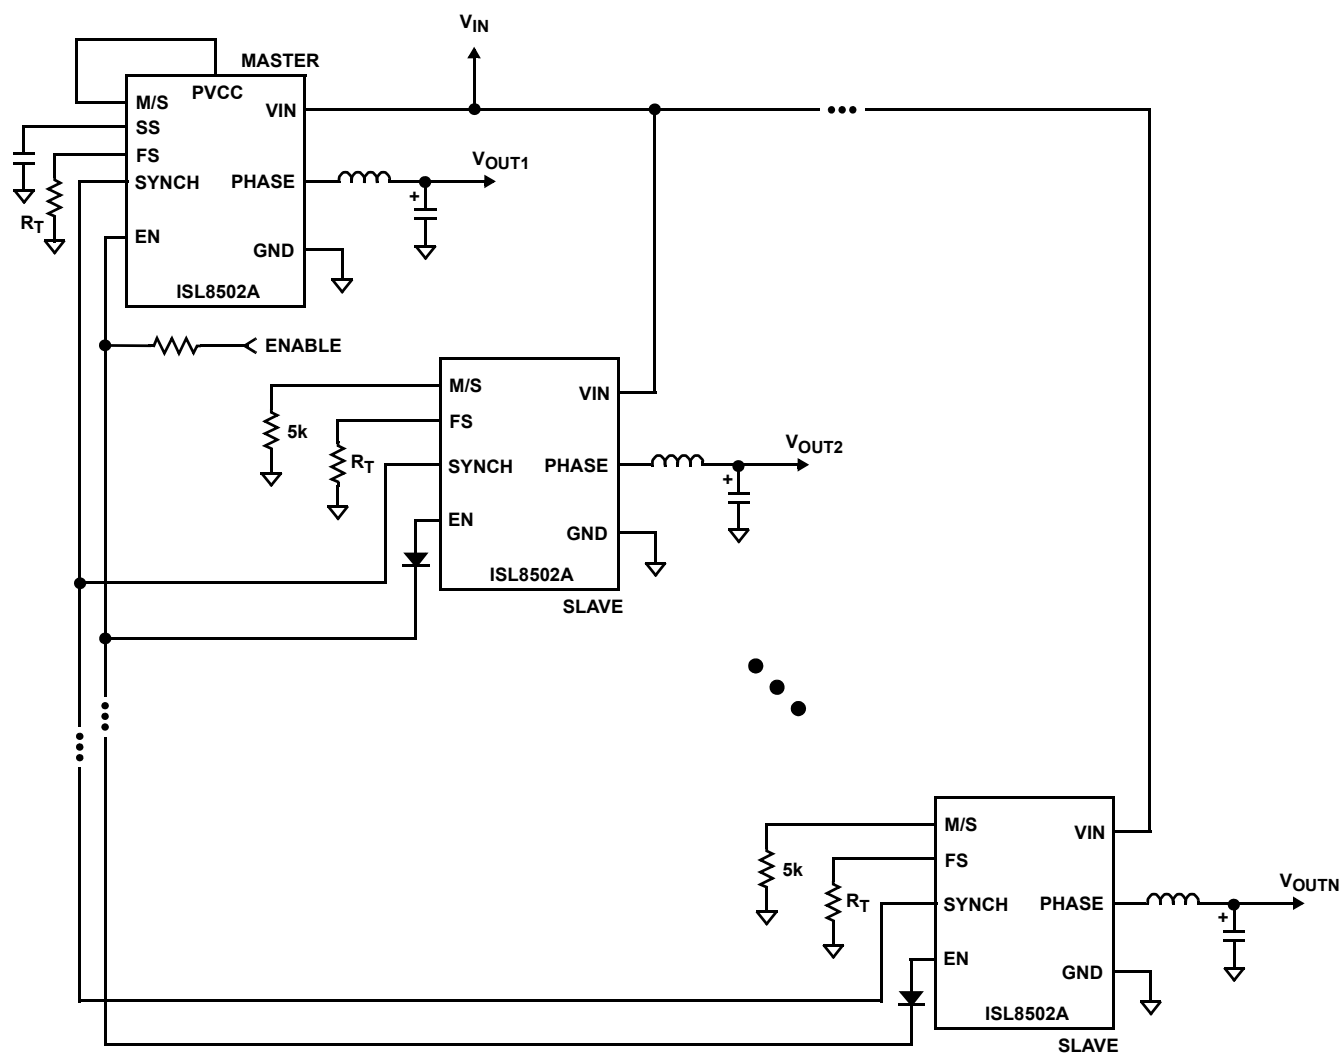 VIN
MASTER
PVCC
M/S
VIN
SS
FS
VOUT1
SYNCH
PHASE
+
RT
EN
GND
ISL8502A
ENABLE
M/S
VIN
FS
5k
VOUT2
RT
SYNCH
PHASE
+
EN
GND
ISL8502A
SLAVE
M/S
VIN
FS
5k
VOUTN
RT
SYNCH
PHASE
+
EN
GND
ISL8502A
SLAVE